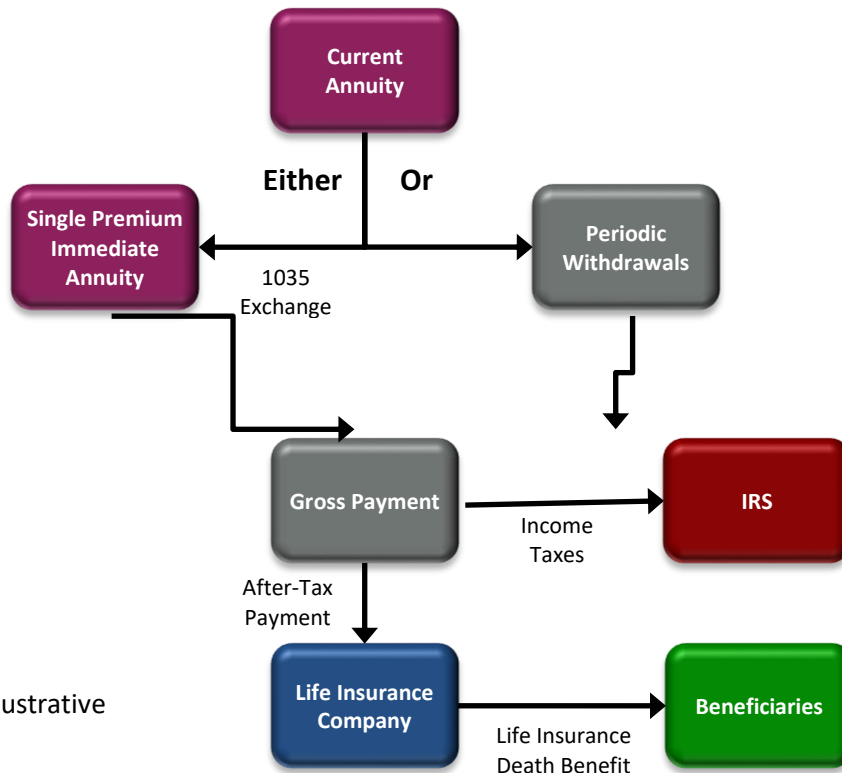 Current
Annuity
Either Or
Single Premium
Immediate
Annuity
Periodic
Withdrawals
1035
Exchange
Gross Payment
IRS
Income
Taxes
After-Tax
Payment
Life Insurance
Company
Beneficiaries
ustrative
Life Insurance
Death Benefit